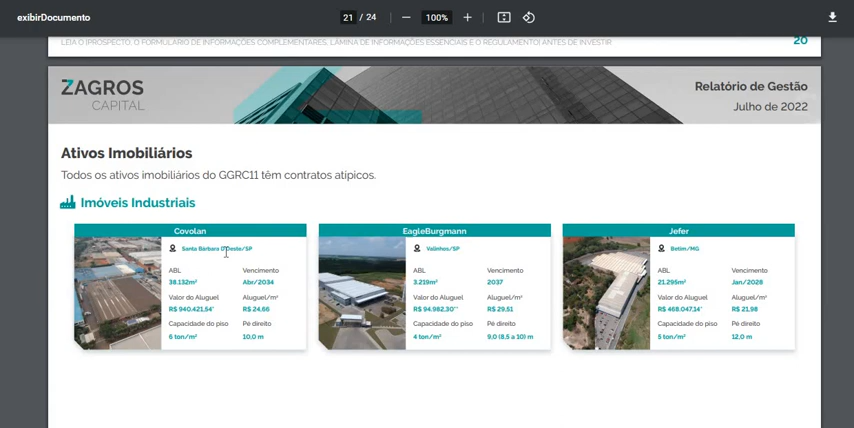 exibirDocumento
21 / 24
100%
LEIA O PROSPECTO, O FORMULÁRIO DE INFORMAÇÕES COMPLEMENTARES, LÂMINA DE INFORMAÇÕES ESSENCIAIS E O REGULAMENTO) ANTES DE INVESTIR
20
ZAGROS
CAPITAL
Relatório de Gestão
Julho de 2022
Ativos Imobiliários
Todos os ativos imobiliários do GGRC11 têm contratos atípicos.
Imóveis Industriais
Covolan
Santa Bárbara D'Oeste/SP
ABL Vencimento
38.132m² Abr/2034
Valor do Aluguel Aluguel/m²
R$ 940.421,54* R$ 24,66
Capacidade do piso Pé direito
6 ton/m² 10,0 m
EagleBurgmann
Valinhos/SP
ABL Vencimento
3.219m² 2037
Valor do Aluguel Aluguel/m²
R$ 94.982,30** R$ 29,51
Capacidade do piso Pé direito
4 ton/m² 9,0 (8,5 a 10) m
Jefer
Betim/MG
ABL Vencimento
21.295m² Jan/2028
Valor do Aluguel Aluguel/m²
R$ 468.047,14* R$ 21,98
Capacidade do piso Pé direito
5 ton/m² 12,0 m